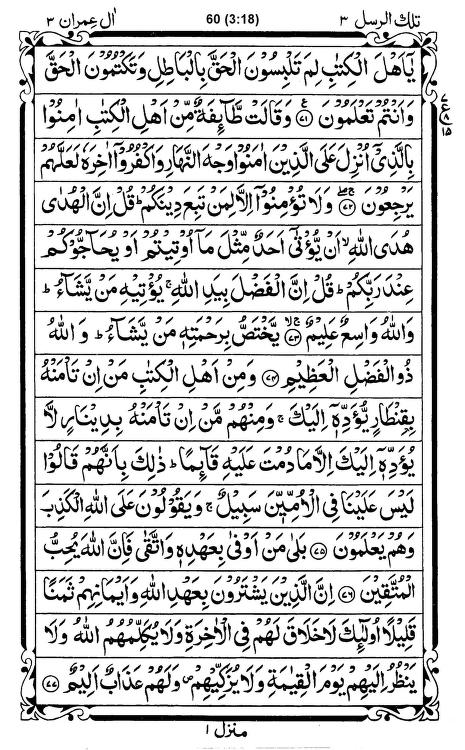 تلك الرسل ٣
60 (3:18)
اٰل عمران ٣
يٰۤاَهْلَ الْكِتٰبِ لِمَ تَلْبِسُوْنَ الْحَقَّ بِالْبَاطِلِ وَتَكْتُمُوْنَ الْحَقَّ
وَاَنْتُمْ تَعْلَمُوْنَ ﴿٧١﴾ وَقَالَتْ طَّآئِفَةٌ مِّنْ اَهْلِ الْكِتٰبِ اٰمِنُوْا
بِالَّذِيْۤ اُنْزِلَ عَلَى الَّذِيْنَ اٰمَنُوْا وَجْهَ النَّهَارِ وَاكْفُرُوْۤا اٰخِرَهٗ لَعَلَّهُمْ
يَرْجِعُوْنَ ﴿٧٢﴾ وَلَا تُؤْمِنُوْۤا اِلَّا لِمَنْ تَبِعَ دِيْنَكُمْ ؕ قُلْ اِنَّ الْهُدٰى
هُدَى اللّٰهِ ۙ اَنْ يُّؤْتٰۤى اَحَدٌ مِّثْلَ مَاۤ اُوْتِيْتُمْ اَوْ يُحَآجُّوْكُمْ
عِنْدَ رَبِّكُمْ ؕ قُلْ اِنَّ الْفَضْلَ بِيَدِ اللّٰهِ ۚ يُؤْتِيْهِ مَنْ يَّشَآءُ ؕ
وَاللّٰهُ وَاسِعٌ عَلِيْمٌ ﴿٧٣﴾ يَّخْتَصُّ بِرَحْمَتِهٖ مَنْ يَّشَآءُ ؕ وَ اللّٰهُ
ذُوالْفَضْلِ الْعَظِيْمِ ﴿٧٤﴾ وَمِنْ اَهْلِ الْكِتٰبِ مَنْ اِنْ تَاْمَنْهُ
بِقِنْطَارٍ يُّؤَدِّهٖۤ اِلَيْكَ ۚ وَمِنْهُمْ مَّنْ اِنْ تَاْمَنْهُ بِدِيْنَارٍ لَّا
يُؤَدِّهٖۤ اِلَيْكَ اِلَّا مَا دُمْتَ عَلَيْهِ قَآئِمًا ؕ ذٰلِكَ بِاَنَّهُمْ قَالُوْا
لَيْسَ عَلَيْنَا فِى الْاُمِّيّٖنَ سَبِيْلٌ ۚ وَيَقُوْلُوْنَ عَلَى اللّٰهِ الْكَذِبَ
وَهُمْ يَعْلَمُوْنَ ﴿٧٥﴾ بَلٰى مَنْ اَوْفٰى بِعَهْدِهٖ وَاتَّقٰى فَاِنَّ اللّٰهَ يُحِبُّ
الْمُتَّقِيْنَ ﴿٧٦﴾ اِنَّ الَّذِيْنَ يَشْتَرُوْنَ بِعَهْدِ اللّٰهِ وَاَيْمَانِهِمْ ثَمَنًا
قَلِيْلًا اُولٰٓئِكَ لَا خَلَاقَ لَهُمْ فِى الْاٰخِرَةِ وَلَا يُكَلِّمُهُمُ اللّٰهُ وَلَا
يَنْظُرُ اِلَيْهِمْ يَوْمَ الْقِيٰمَةِ وَلَا يُزَكِّيْهِمْ ۪ وَلَهُمْ عَذَابٌ اَلِيْمٌ ﴿٧٧﴾
منزل ١